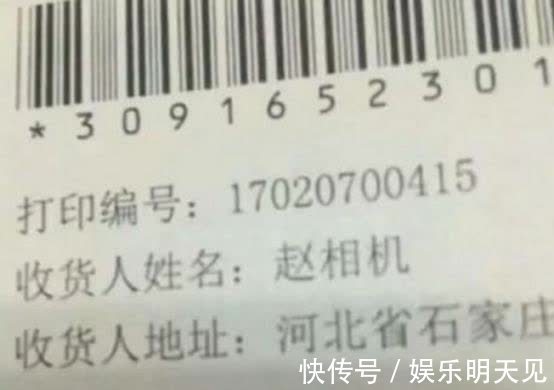 *3091652301
打印编号：17020700415
收货人姓名：赵相机
收货人地址：河北省石家庄
快传号／娱乐明天见